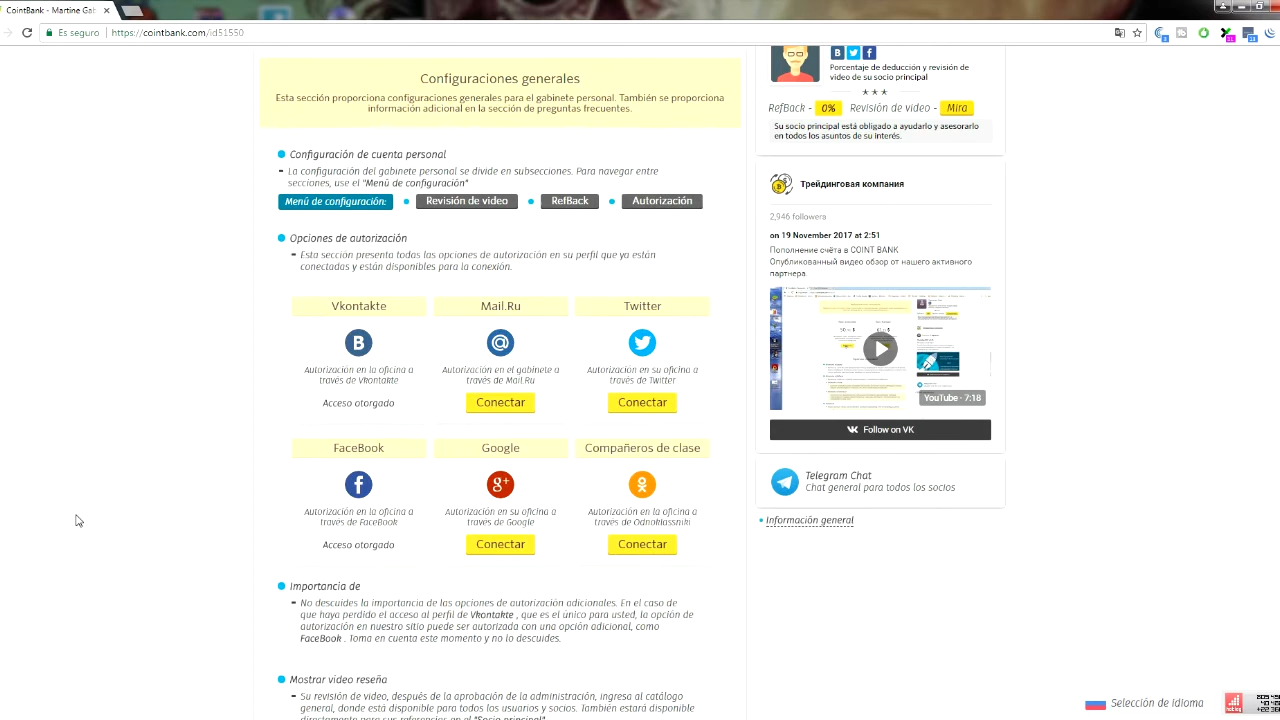 CointBank - Martine Gal
Es seguro
https://cointbank.com/id51550
Configuraciones generales
Esta sección proporciona configuraciones generales para el gabinete personal. También se proporciona
información adicional en la sección de preguntas frecuentes.
Configuración de cuenta personal
La configuración del gabinete personal se divide en subsecciones. Para navegar entre
secciones, use el "Menú de configuración"
Menú de configuración: Revisión de video RefBack Autorización
Opciones de autorización
Esta sección presenta todas las opciones de autorización en su perfil que ya están
conectadas y están disponibles para la conexión.
Vkontakte Mail.Ru Twitter
Autorización en la oficina a
través de Vkontakte
Autorización en el gabinete a
través de Mail.Ru
Autorización en su oficina a
través de Twitter
Acceso otorgado Conectar Conectar
FaceBook Google Compañeros de clase
Autorización en la oficina a
través de FaceBook
Autorización en su oficina a
través de Google
Autorización en la oficina a
través de Odnoklassniki
Acceso otorgado Conectar Conectar
Importancia de
No descuides la importancia de las opciones de autorización adicionales. En el caso de
que haya perdido el acceso al perfil de Vkontakte , que es el único para usted, la opción de
autorización en nuestro sitio puede ser autorizada con una opción adicional, como
FaceBook . Toma en cuenta este momento y no lo descuides.
Mostrar video reseña
Su revisión de video, después de la aprobación de la administración, ingresa al catálogo
general, donde está disponible para todos los usuarios y socios. También estará disponible
directamente para sus referencias en el "Socio principal"
Porcentaje de deducción y revisión de
video de su socio principal
* * *
RefBack - 0% Revisión de video - Mira
Su socio principal está obligado a ayudarlo y asesorarlo
en todos los asuntos de su interés.
Трейдинговая компания
2,946 followers
on 19 November 2017 at 2:51
Пополнение счёта в COINT BANK
Опубликованный видео обзор от нашего активного
партнера.
YouTube · 7:18
Follow on VK
Telegram Chat
Chat general para todos los socios
Información general
Selección de idioma